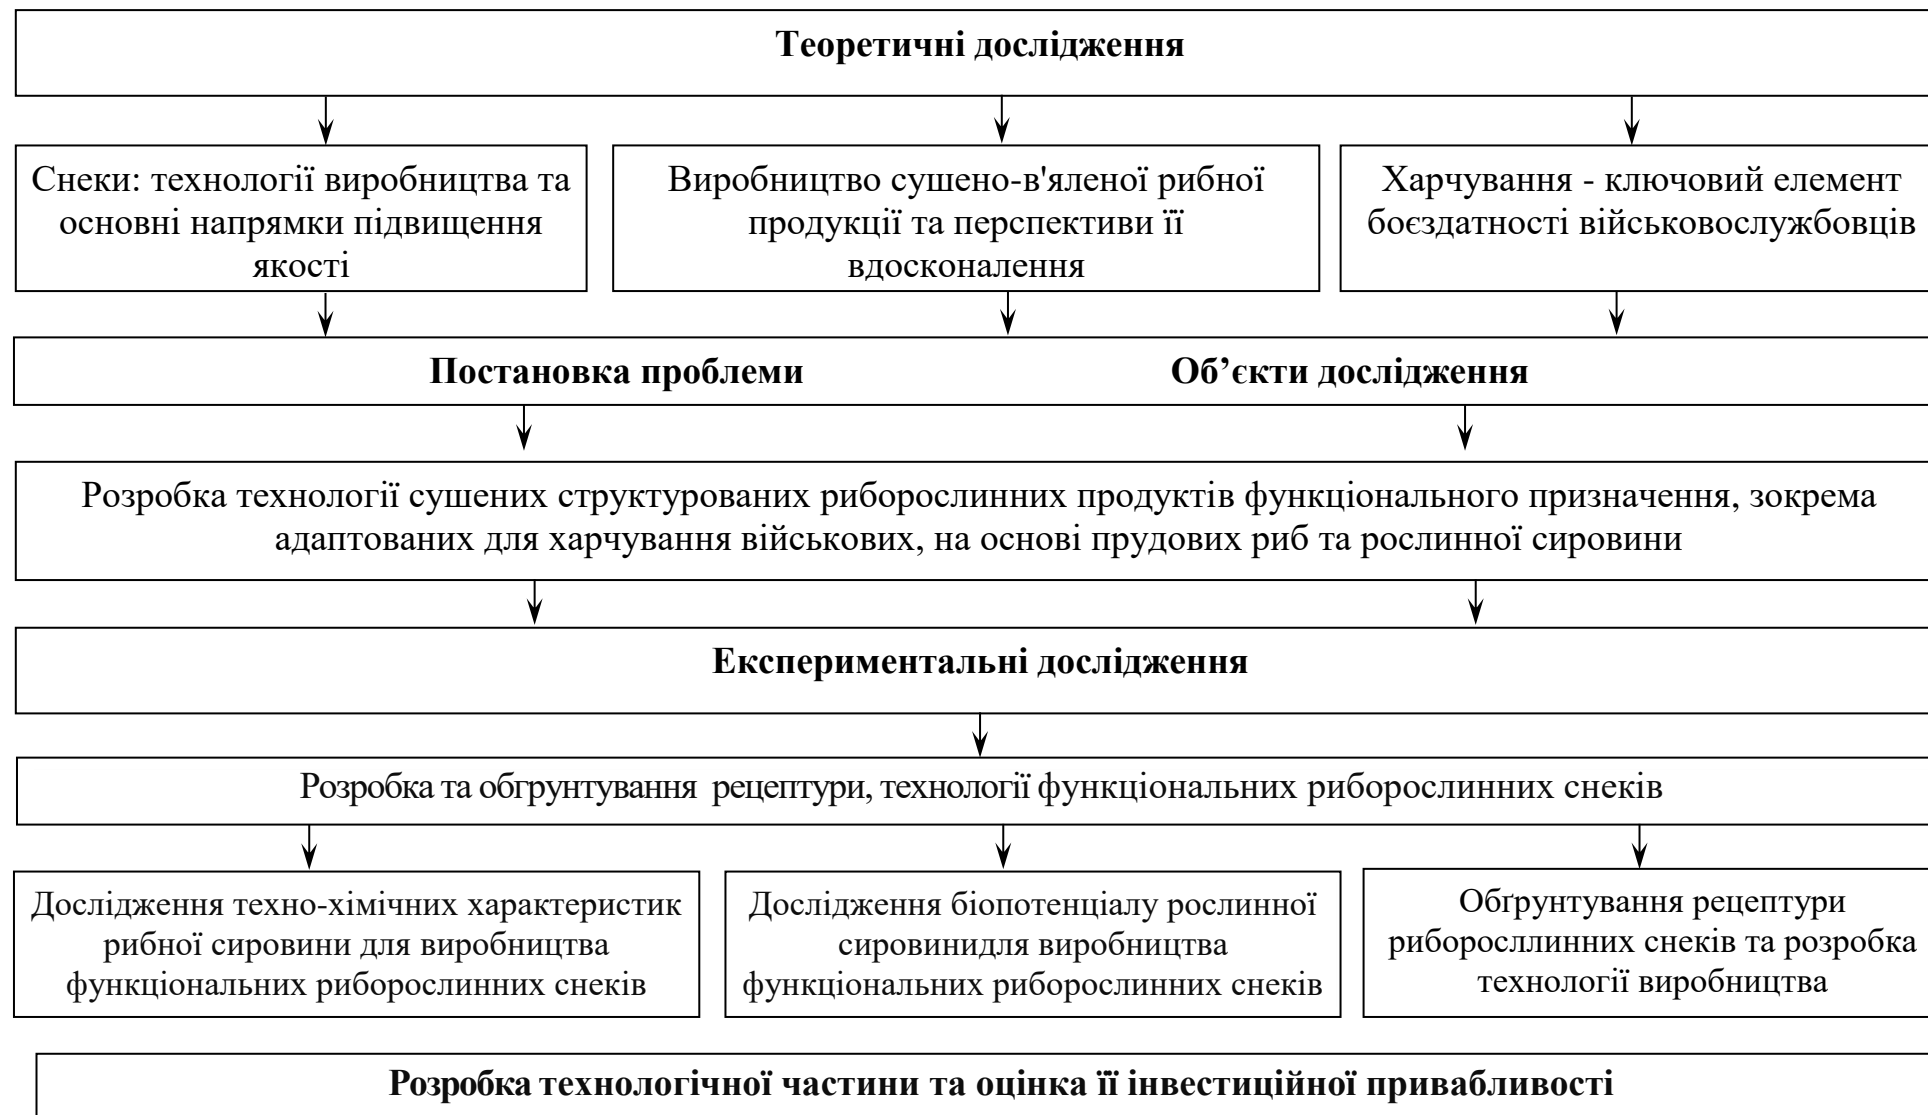 Теоретичні дослідження
Снеки: технології виробництва та
основні напрямки підвищення
якості
Виробництво сушено-в'яленої рибної
продукції та перспективи її
вдосконалення
Харчування - ключовий елемент
боєздатності військовослужбовців
Постановка проблеми
Об’єкти дослідження
Розробка технології сушених структурованих риборослинних продуктів функціонального призначення, зокрема
адаптованих для харчування військових, на основі прудових риб та рослинної сировини
Експериментальні дослідження
Розробка та обгрунтування рецептури, технології функціональних риборослинних снеків
Дослідження техно-хімічних характеристик
рибної сировини для виробництва
функціональних риборослинних снеків
Дослідження біопотенціалу рослинної
сировинидля виробництва
функціональних риборослинних снеків
Обґрунтування рецептури
риборосллинних снеків та розробка
технології виробництва
Розробка технологічної частини та оцінка її інвестиційної привабливості